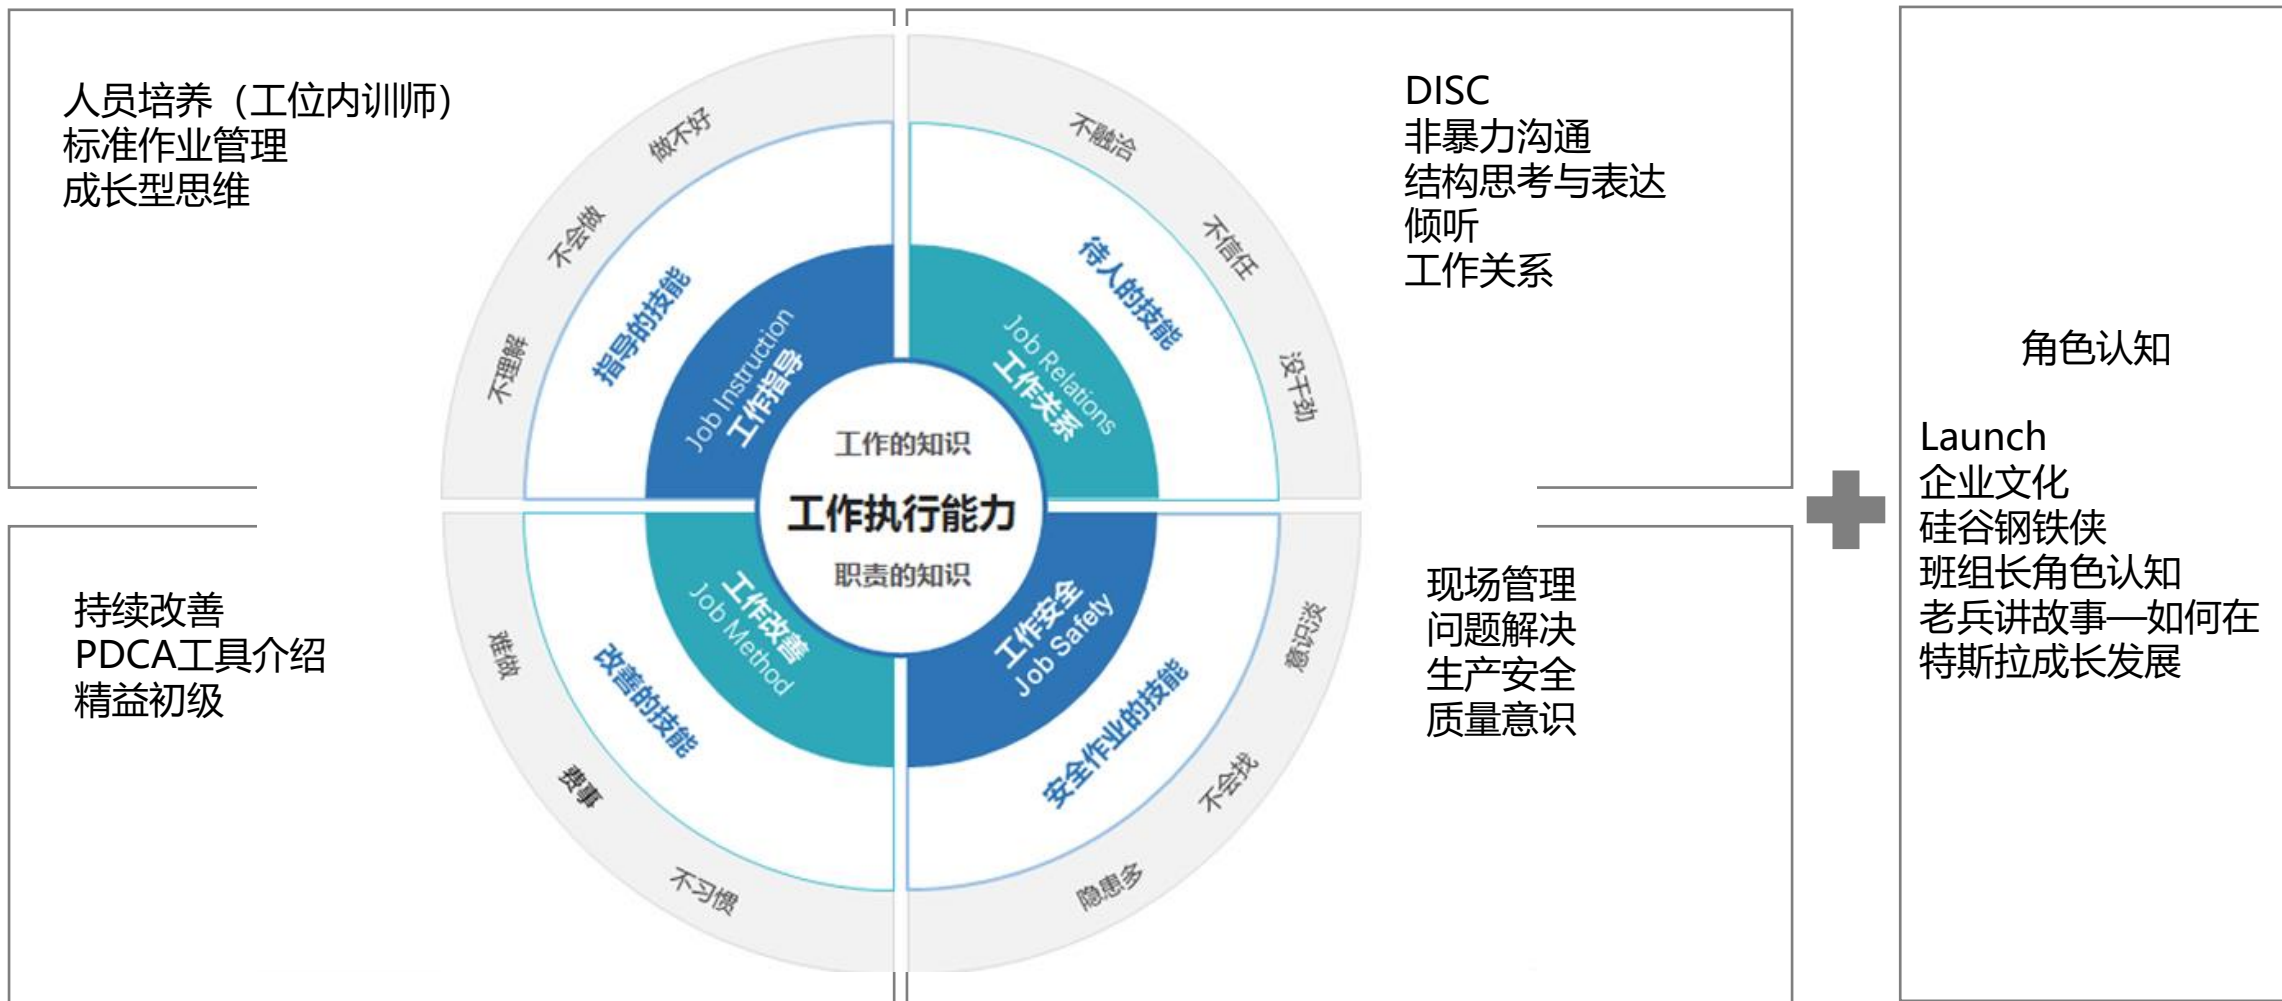 人员培养（工位内训师）
标准作业管理
成长型思维
做不好
不会做
不理解
指导的技能
Job Instruction
工作指导
不融洽
不信任
没干劲
待人的技能
Job Relations
工作关系
DISC
非暴力沟通
结构思考与表达
倾听
工作关系
工作的知识
工作执行能力
职责的知识
持续改善
PDCA工具介绍
精益初级
难做
费事
不习惯
改善的技能
工作改善
Job Method
工作安全
Job Safety
安全作业的技能
意识淡
不会找
隐患多
现场管理
问题解决
生产安全
质量意识
角色认知
Launch
企业文化
硅谷钢铁侠
班组长角色认知
老兵讲故事—如何在
特斯拉成长发展